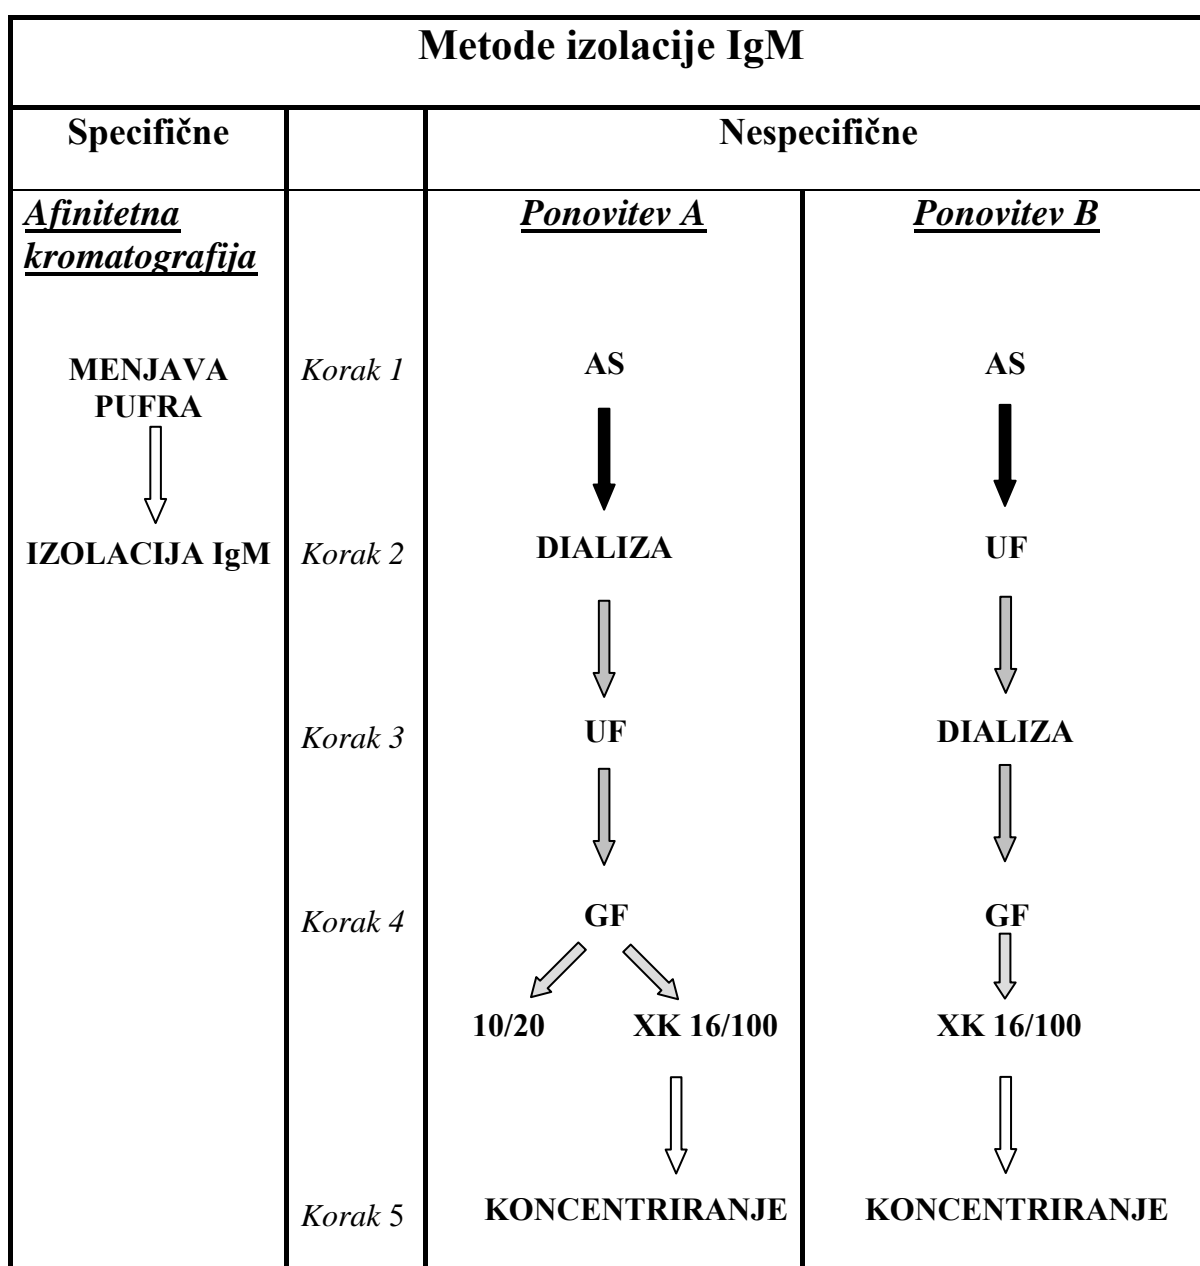 Metode izolacije IgM
Specifične
Nespecifične
Afinitetna
kromatografija
Ponovitev A
Ponovitev B
MENJAVA
PUFRA
Korak 1
AS
AS
IZOLACIJA IgM
Korak 2
DIALIZA
UF
Korak 3
UF
DIALIZA
Korak 4
GF
GF
10/20
XK 16/100
XK 16/100
Korak 5
KONCENTRIRANJE
KONCENTRIRANJE